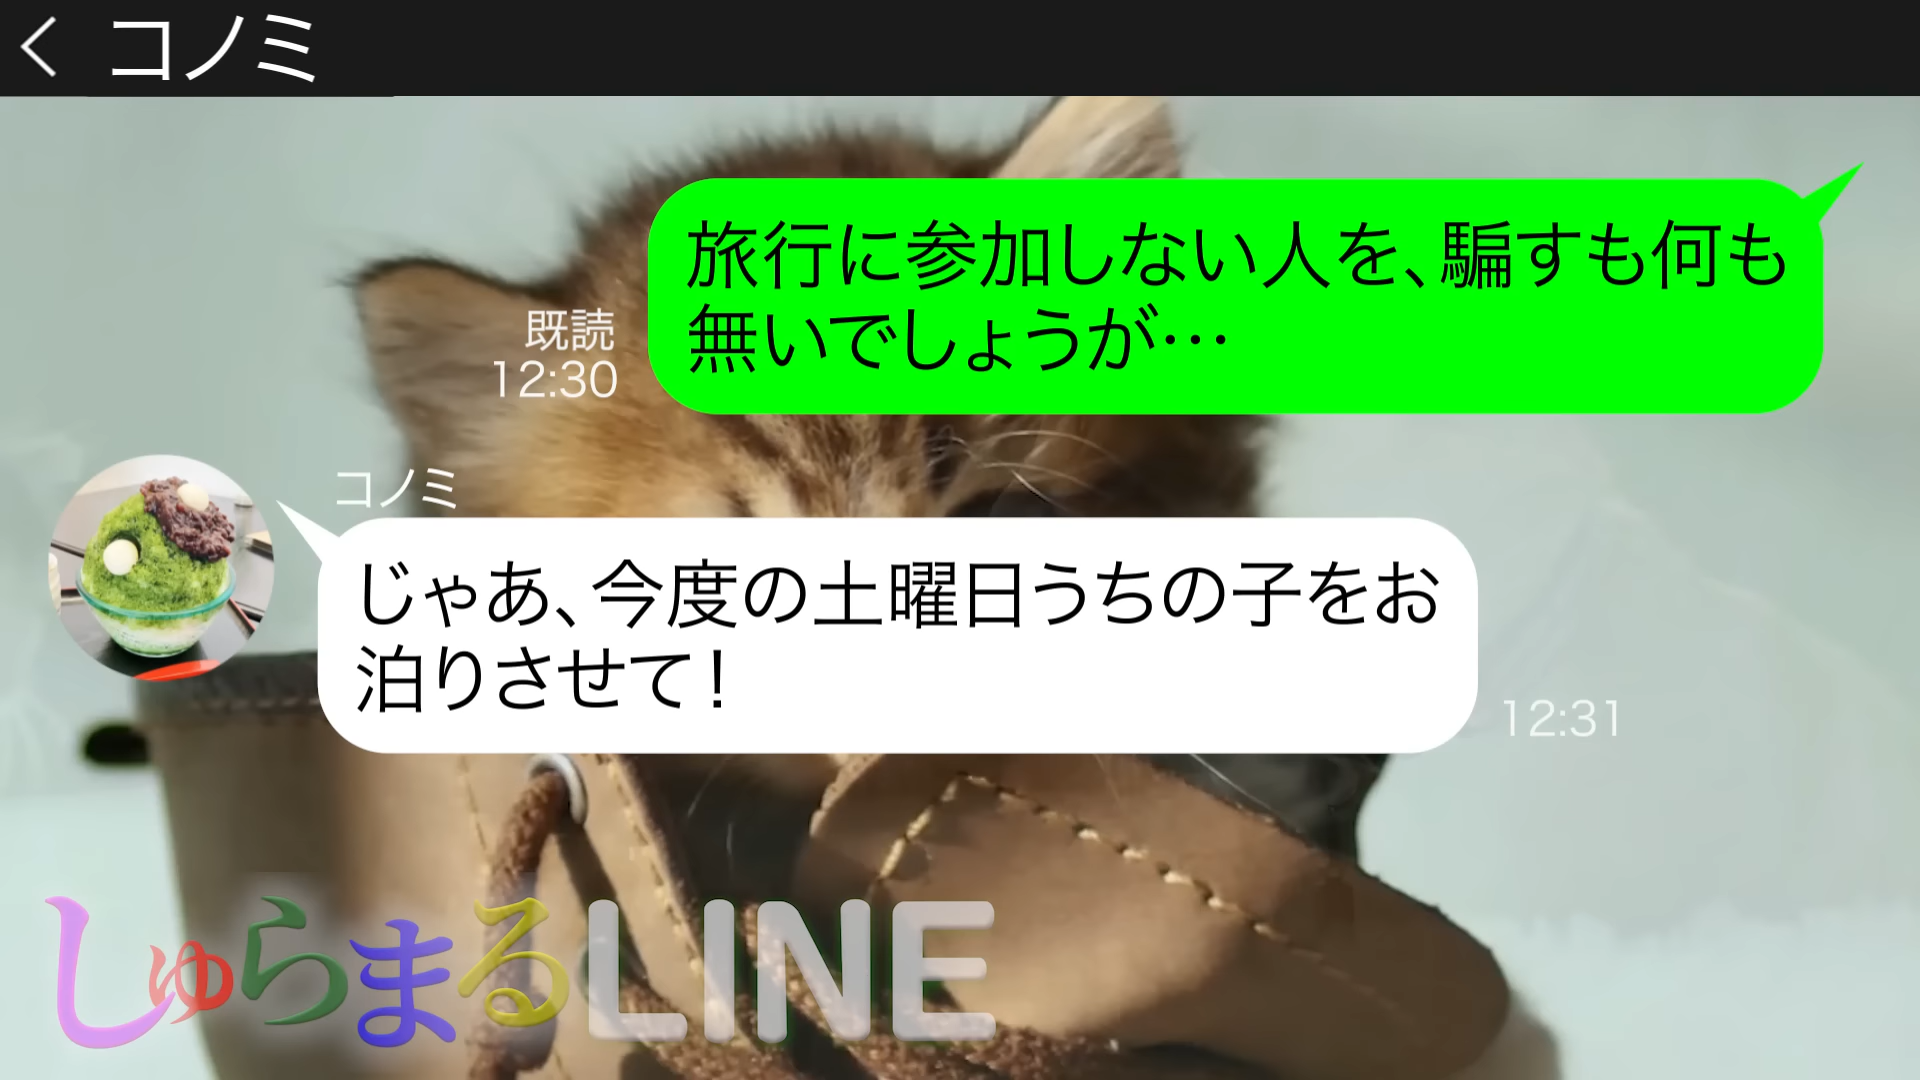 コノミ
旅行に参加しない人を、騙すも何も
無いでしょうが…
既読
12:30
コノミ
じゃあ、今度の土曜日うちの子をお
泊りさせて！
12:31
しゅらまるLINE